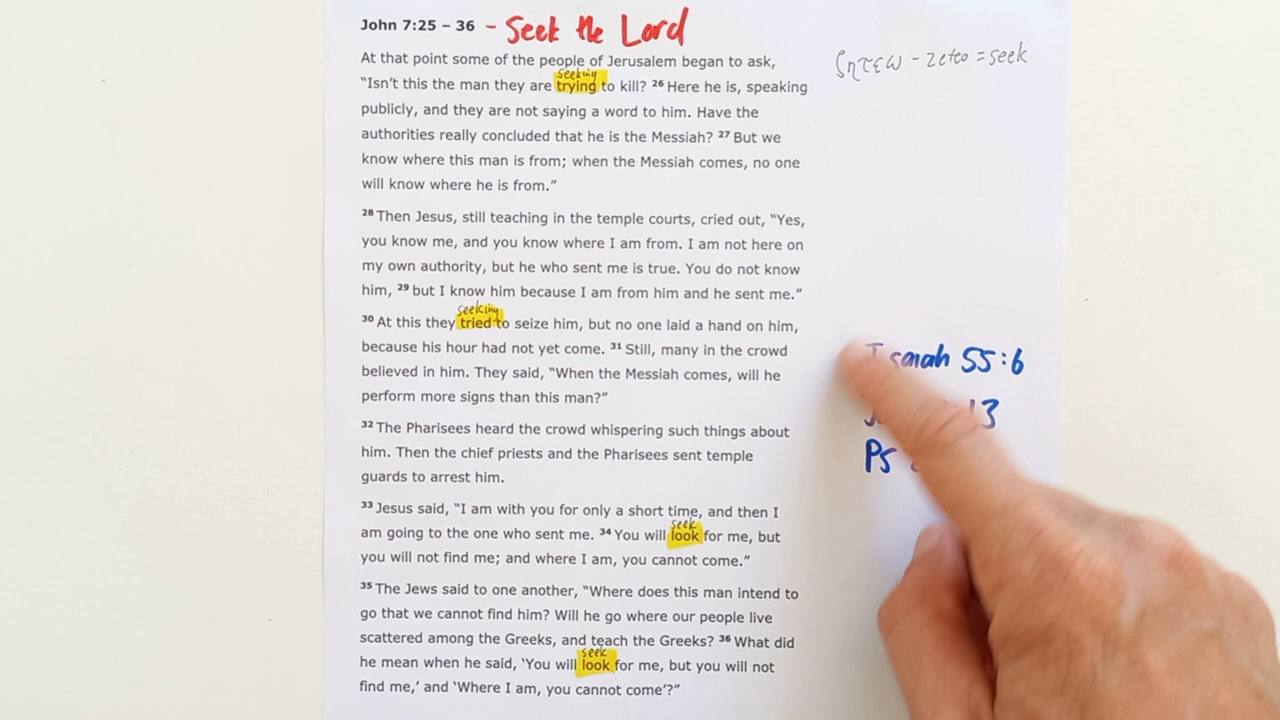 John 7:25 – 36 - Seek the Lord
At that point some of the people of Jerusalem began to ask,
seeking
“Isn’t this the man they are trying to kill? 26 Here he is, speaking
publicly, and they are not saying a word to him. Have the
authorities really concluded that he is the Messiah? 27 But we
know where this man is from; when the Messiah comes, no one
will know where he is from.”
28 Then Jesus, still teaching in the temple courts, cried out, “Yes,
you know me, and you know where I am from. I am not here on
my own authority, but he who sent me is true. You do not know
him, 29 but I know him because I am from him and he sent me.”
seeking
30 At this they tried to seize him, but no one laid a hand on him,
because his hour had not yet come. 31 Still, many in the crowd
believed in him. They said, “When the Messiah comes, will he
perform more signs than this man?”
32 The Pharisees heard the crowd whispering such things about
him. Then the chief priests and the Pharisees sent temple
guards to arrest him.
33 Jesus said, “I am with you for only a short time, and then I
seek
am going to the one who sent me. 34 You will look for me, but
you will not find me; and where I am, you cannot come.”
35 The Jews said to one another, “Where does this man intend to
go that we cannot find him? Will he go where our people live
scattered among the Greeks, and teach the Greeks? 36 What did
seek
he mean when he said, ‘You will look for me, but you will not
find me,’ and ‘Where I am, you cannot come’?”
ζητεω - zeteo = seek
Isaiah 55:6
13
Ps